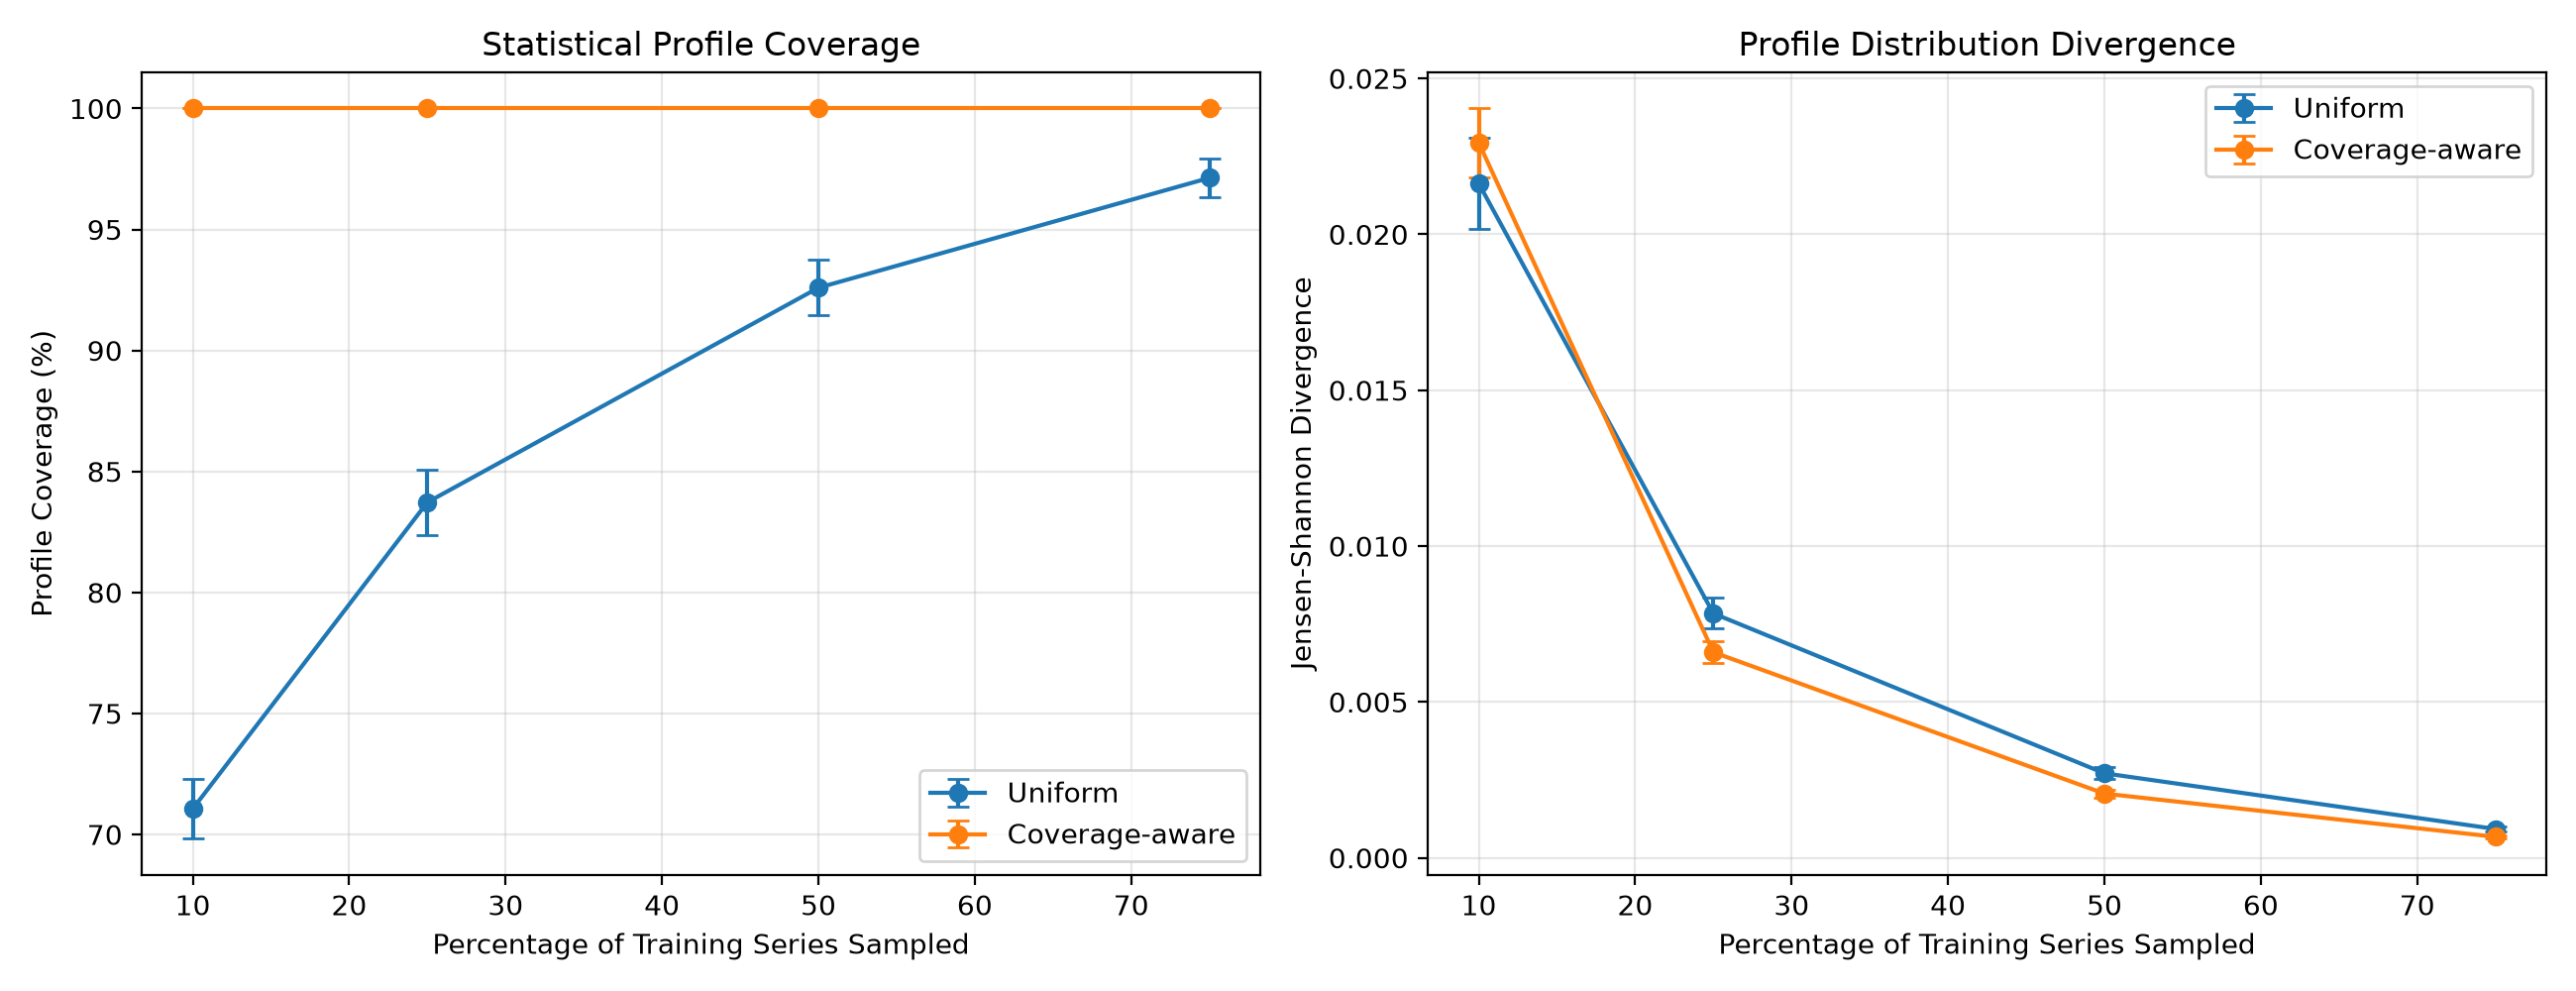 Statistical Profile Coverage
Profile Coverage (%)
100
95
90
85
80
75
70
Uniform
Coverage-aware
10 20 30 40 50 60 70
Percentage of Training Series Sampled
Profile Distribution Divergence
Jensen-Shannon Divergence
0.025
0.020
0.015
0.010
0.005
0.000
Uniform
Coverage-aware
10 20 30 40 50 60 70
Percentage of Training Series Sampled